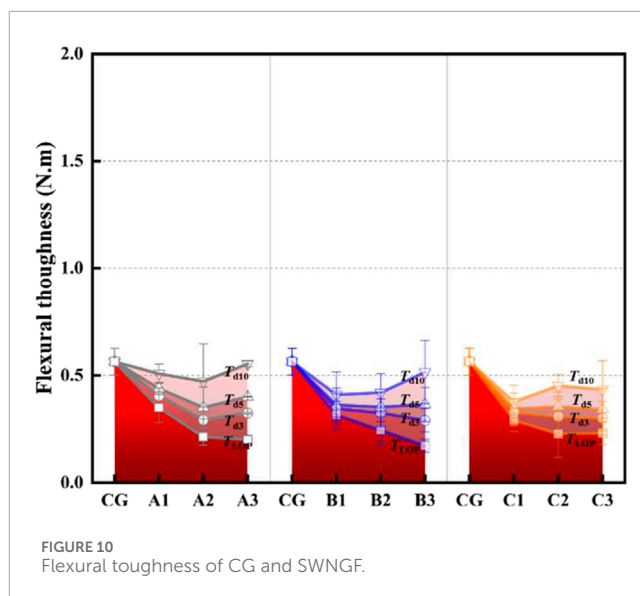 2.0
1.5
1.0
0.5
0.0
Flexural thoughness (N.m)
Td10
Td5
Td3
TLOP
Td10
Td5
Td3
TLOP
Td10
Td5
Td3
TLOP
CG A1 A2 A3 CG B1 B2 B3 CG C1 C2 C3
FIGURE 10
Flexural toughness of CG and SWNGF.